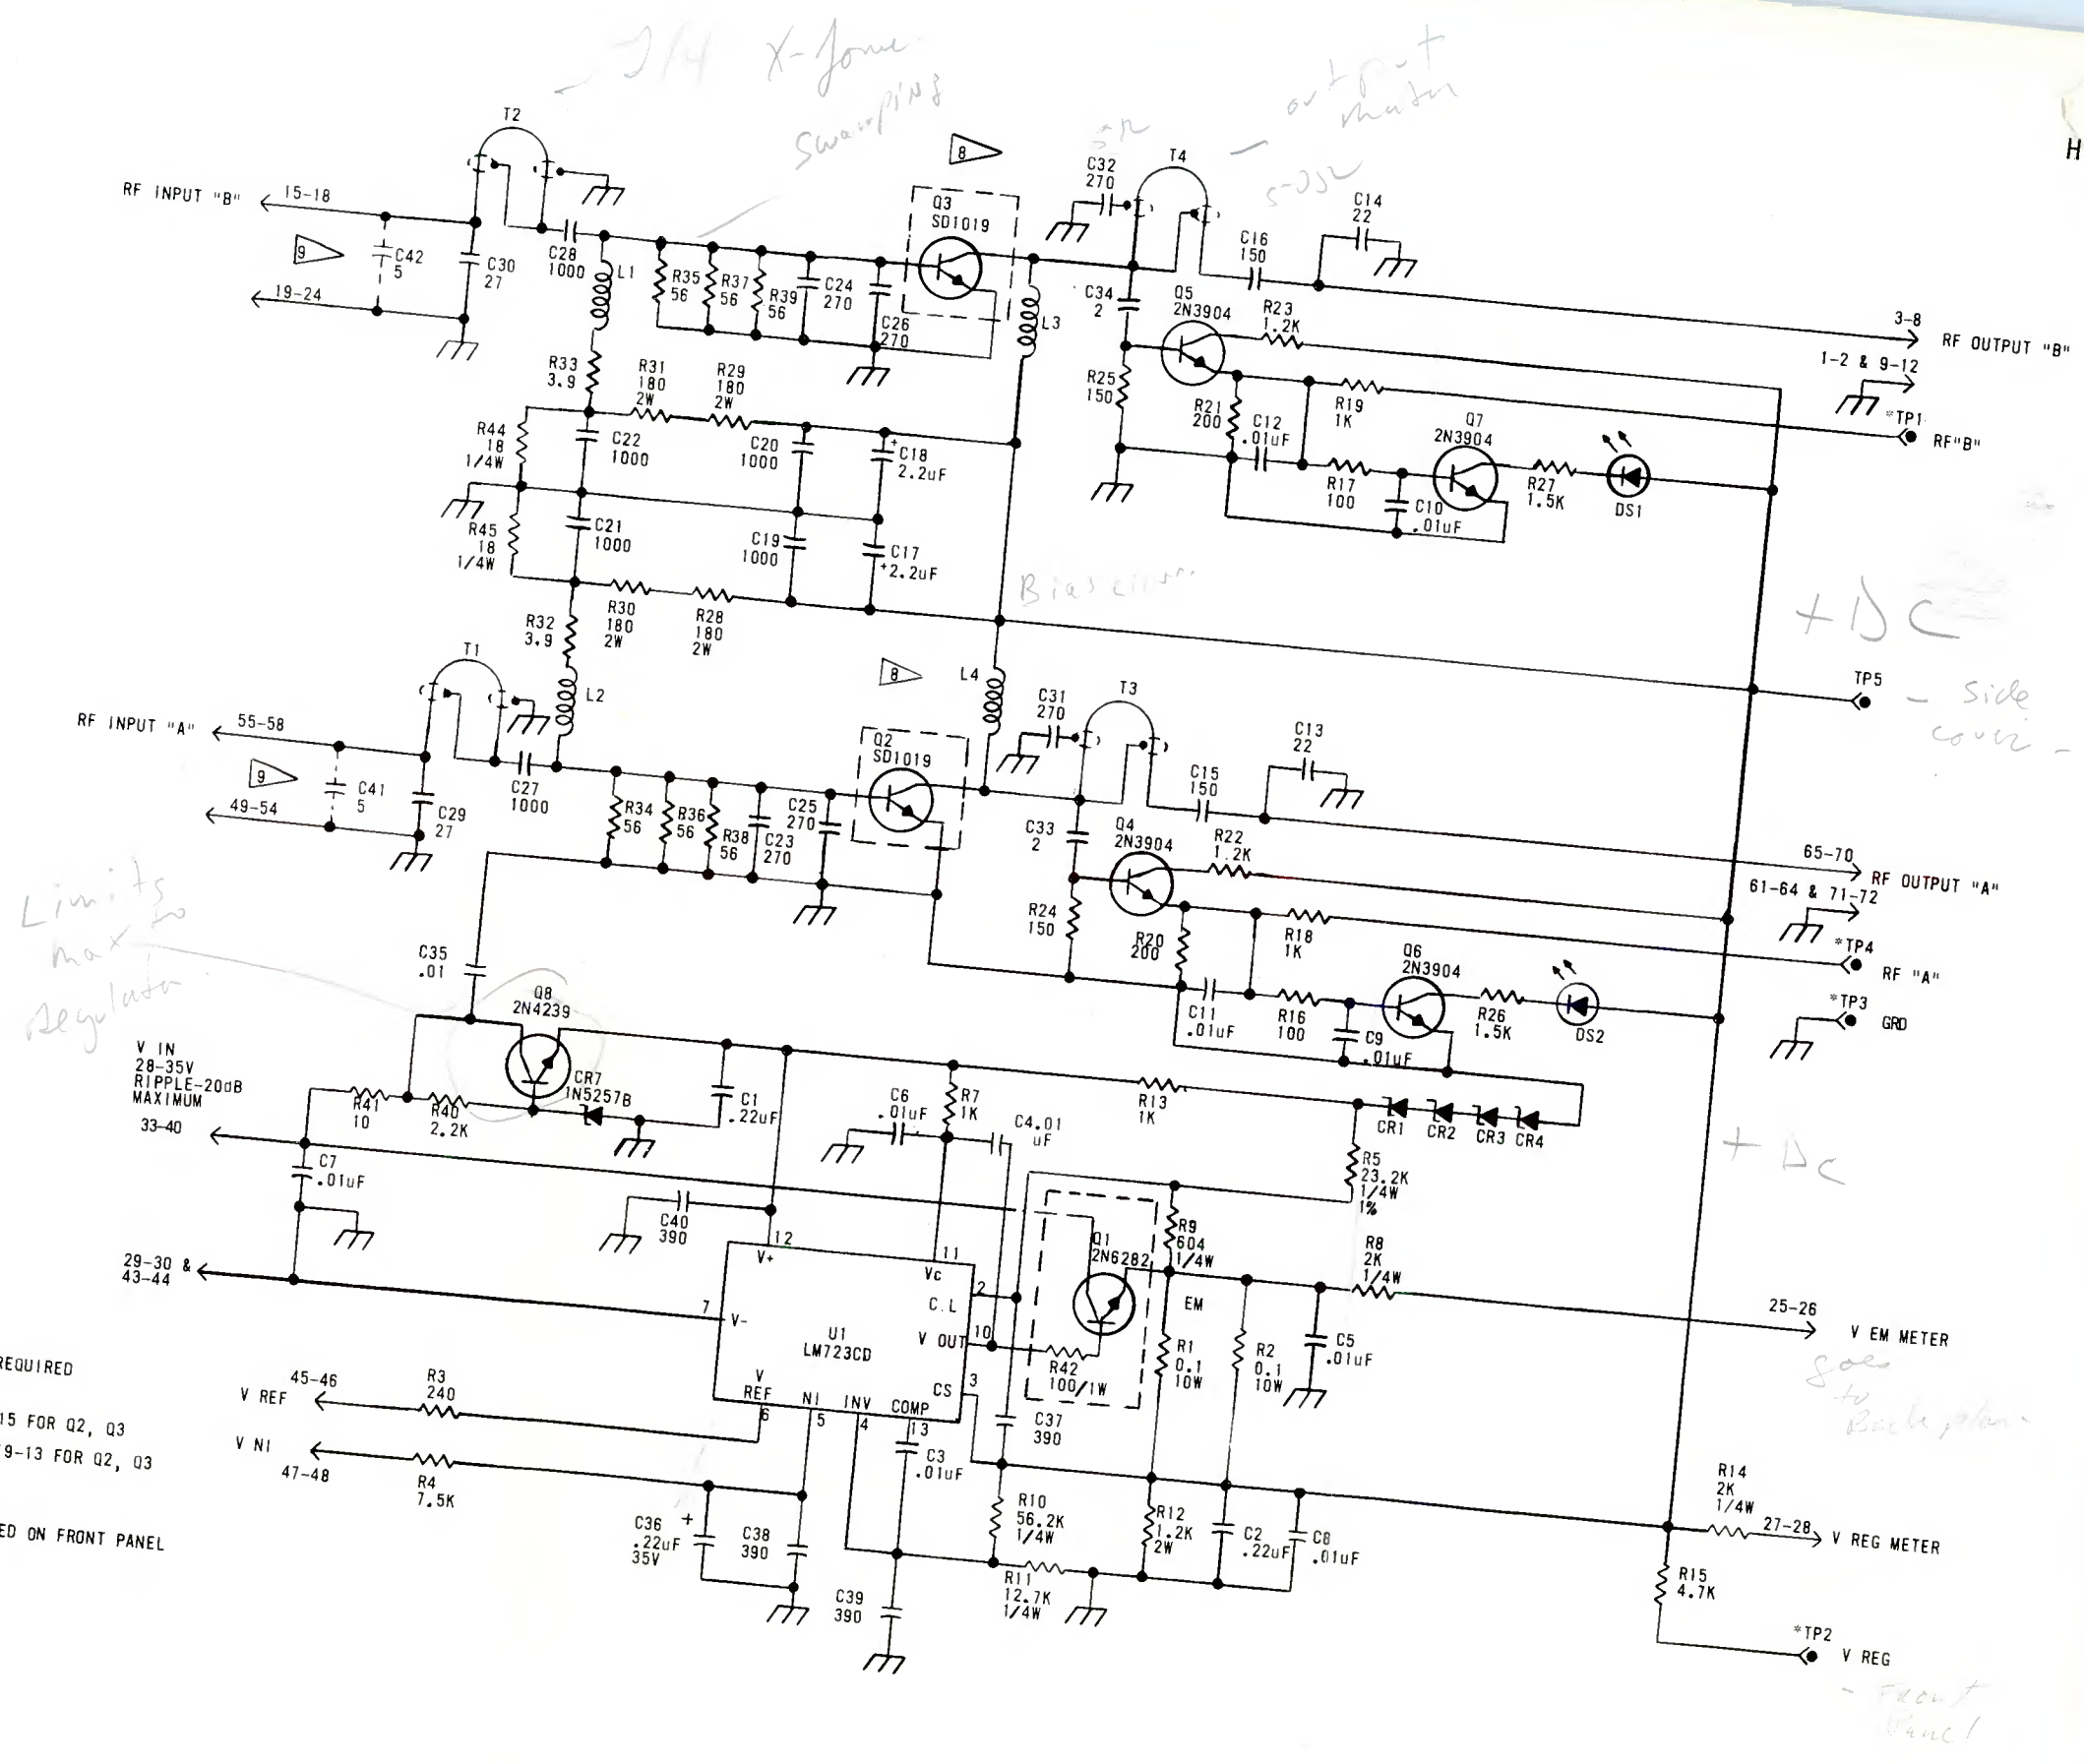 X-form
Swamping
output
T2
8
C32
270
T4
RF INPUT "B"
15-18
9
C42
5
C30
27
19-24
C28
1000
L1
R35
56
R37
56
R39
56
C24
270
C26
270
Q3
SD1019
L3
C34
2
Q5
2N3904
C16
150
C14
22
R23
1.2K
3-8
RF OUTPUT "B"
1-2 & 9-12
*TP1
RF"B"
R33
3.9
R31
180
2W
R29
180
2W
R25
150
R21
200
C12
.01uF
R19
1K
Q7
2N3904
R44
18
1/4W
C22
1000
C20
1000
+
C18
2.2uF
R17
100
C10
.01uF
R27
1.5K
DS1
R45
18
1/4W
C21
1000
C19
1000
C17
+2.2uF
Bias
+DC
R32
3.9
R30
180
2W
R28
180
2W
TP5
- Side
cover -
T1
L2
8
L4
C31
270
T3
RF INPUT "A"
55-58
9
C41
5
C29
27
49-54
C27
1000
R34
56
R36
56
R38
56
C23
270
C25
270
Q2
SD1019
C33
2
Q4
2N3904
C15
150
C13
22
R22
1.2K
65-70
RF OUTPUT "A"
61-64 & 71-72
*TP4
RF "A"
*TP3
GRD
Limits
to
max
regulator
C35
.01
Q8
2N4239
R24
150
R20
200
R18
1K
Q6
2N3904
C11
.01uF
R16
100
C9
.01uF
R26
1.5K
DS2
V IN
28-35V
RIPPLE-20dB
MAXIMUM
33-40
R41
10
R40
2.2K
CR7
1N5257B
C1
.22uF
C6
.01uF
R7
1K
C4.01
uF
R13
1K
CR1
CR2
CR3
CR4
+ DC
C7
.01uF
C40
390
R5
23.2K
1/4W
1%
29-30 &
43-44
12
V+
11
Vc
2
C.L
7
V-
V OUT
10
U1
LM723CD
CS
3
V
REF
6
NI
5
INV
4
COMP
13
Q1
2N6282
R42
100/1W
R9
604
1/4W
EM
R8
2K
1/4W
R1
0.1
10W
R2
0.1
10W
C5
.01uF
25-26
V EM METER
goes
to
REQUIRED
15 FOR Q2, Q3
9-13 FOR Q2, Q3
ED ON FRONT PANEL
V REF
45-46
R3
240
V NI
47-48
R4
7.5K
C37
390
C3
.01uF
+
C36
.22uF
35V
C38
390
C39
390
R10
56.2K
1/4W
R11
12.7K
1/4W
R12
1.2K
2W
C2
.22uF
C8
.01uF
R14
2K
1/4W
27-28
V REG METER
R15
4.7K
*TP2
V REG
- Front
Panel
H